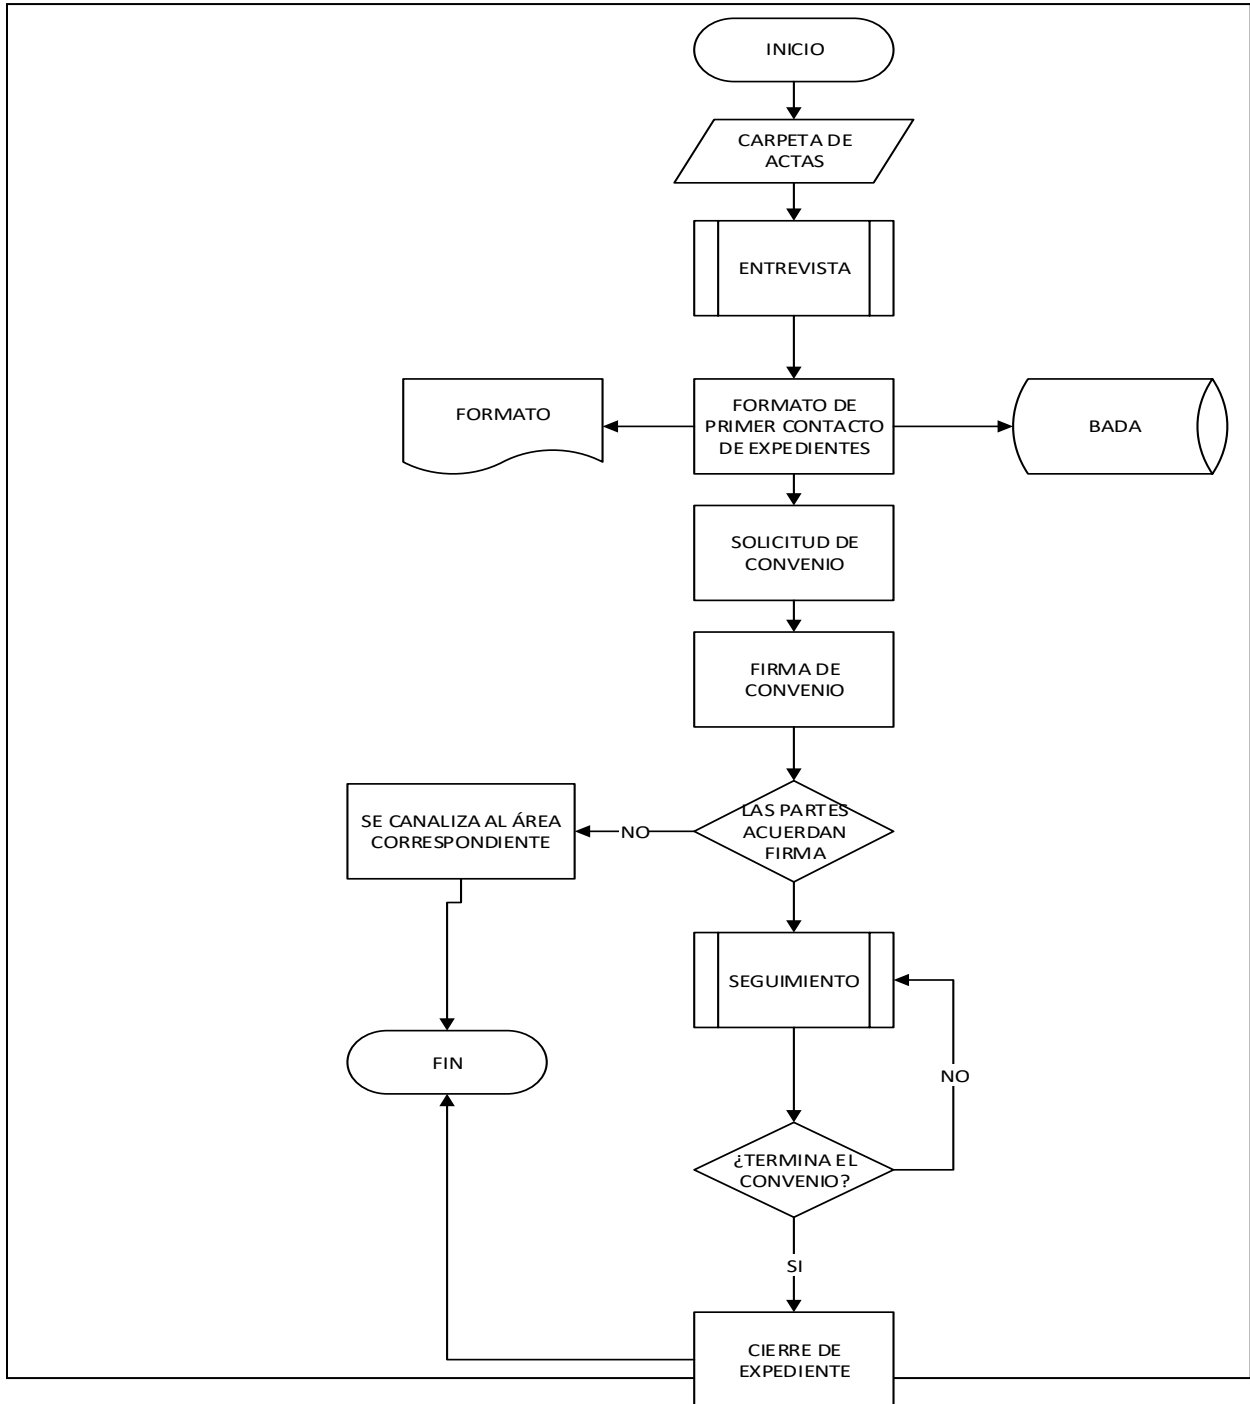 INICIO
CARPETA DE
ACTAS
ENTREVISTA
FORMATO
FORMATO DE
PRIMER CONTACTO
DE EXPEDIENTES
BADA
SOLICITUD DE
CONVENIO
FIRMA DE
CONVENIO
LAS PARTES
ACUERDAN
FIRMA
NO
SE CANALIZA AL ÁREA
CORRESPONDIENTE
SEGUIMIENTO
FIN
NO
¿TERMINA EL
CONVENIO?
SI
CIERRE DE
EXPEDIENTE